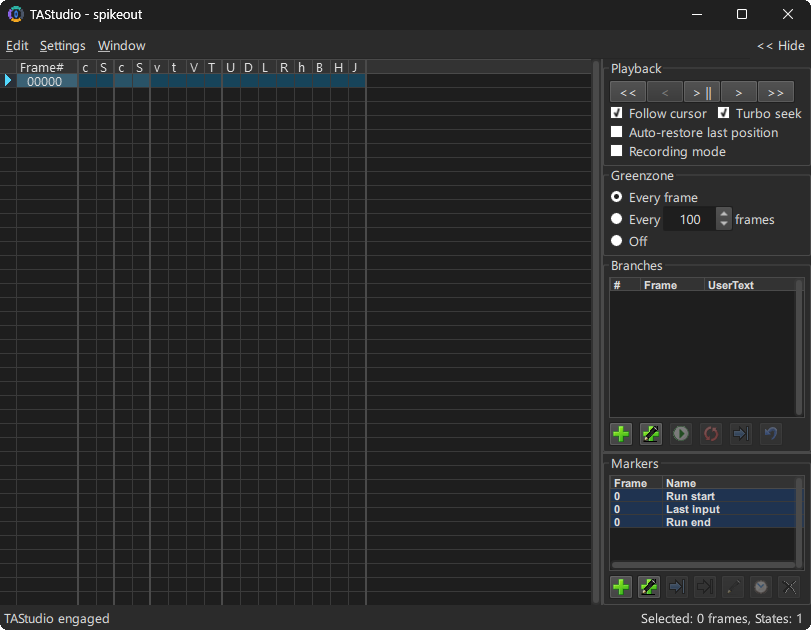 TAStudio - spikeout
Edit Settings Window << Hide
Frame# c S c S v t V T U D L R h B H J
00000
Playback
<< < > || > >>
Follow cursor Turbo seek
Auto-restore last position
Recording mode
Greenzone
Every frame
Every 100 frames
Off
Branches
# Frame UserText
Markers
Frame Name
0 Run start
0 Last input
0 Run end
TAStudio engaged Selected: 0 frames, States: 1